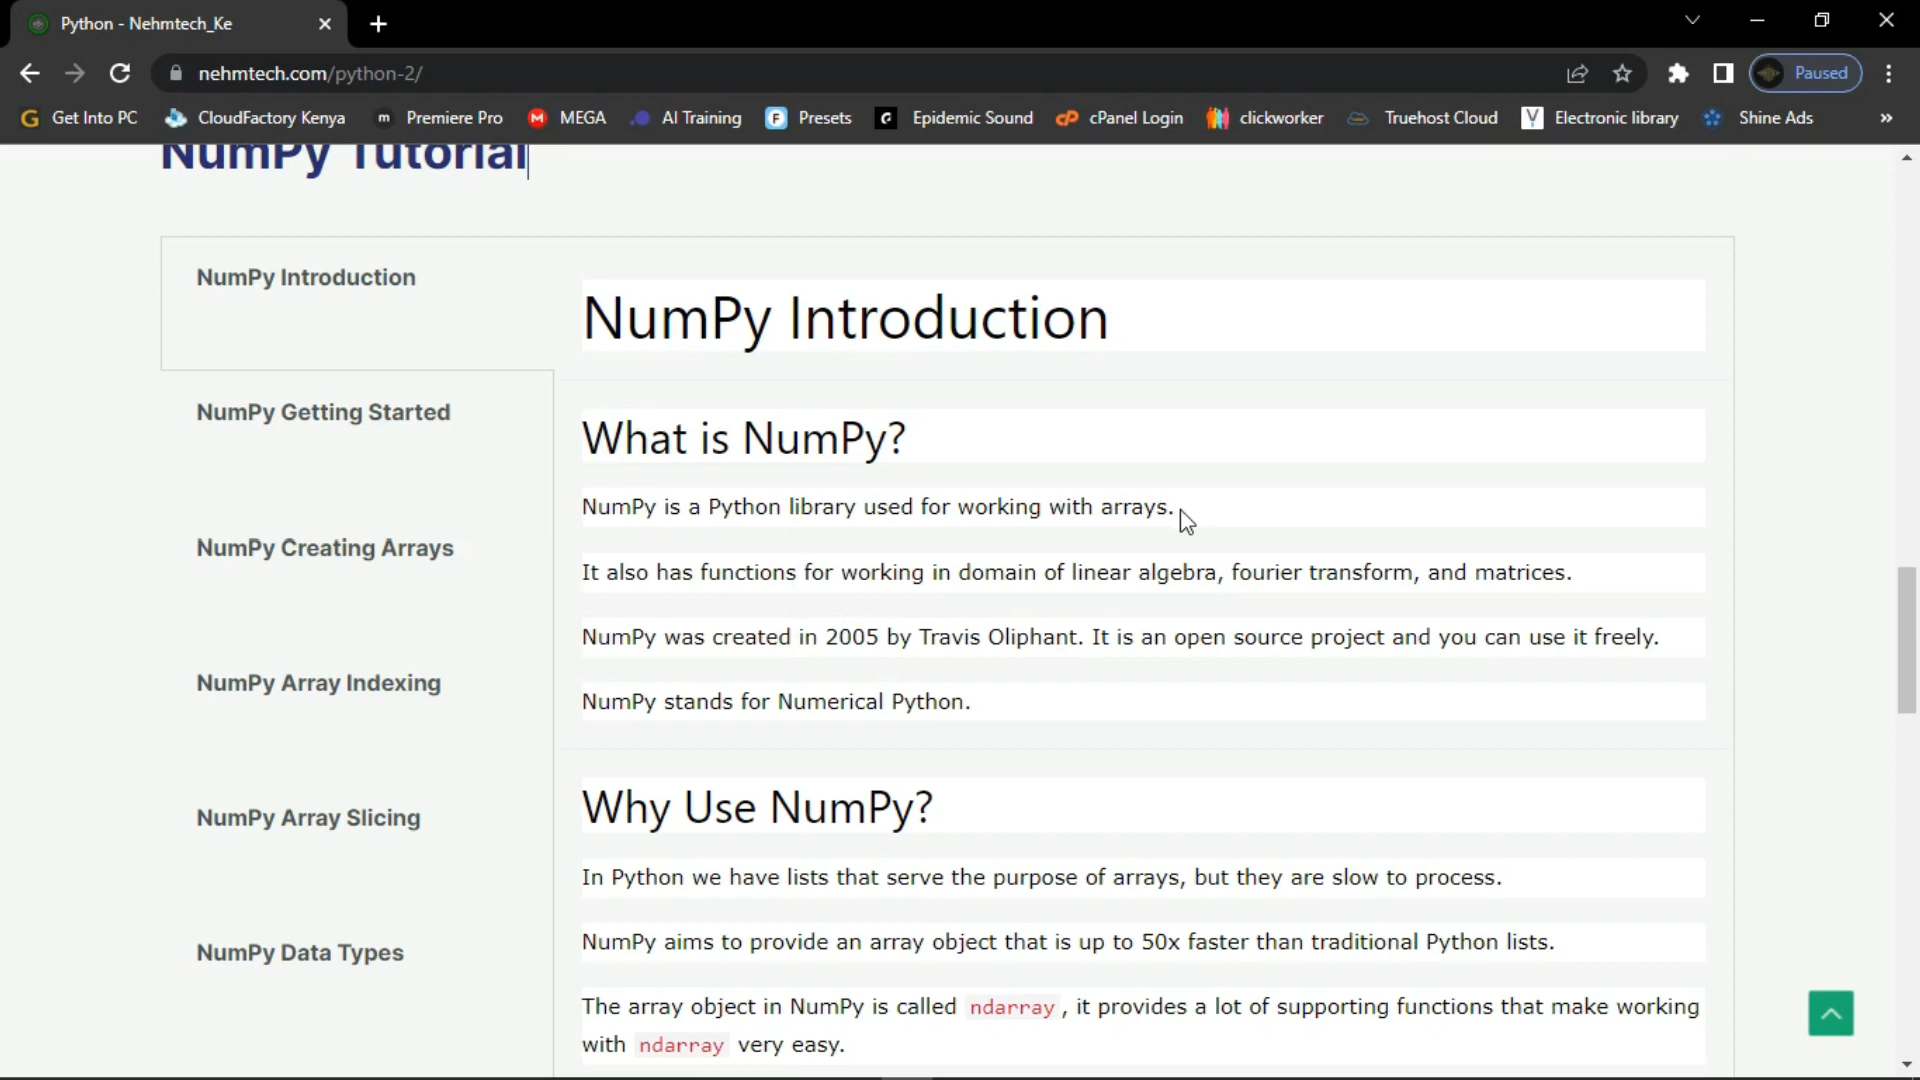 Python - Nehmtech_Ke
nehmtech.com/python-2/
Paused
Get Into PC
CloudFactory Kenya
Premiere Pro
MEGA
AI Training
Presets
Epidemic Sound
cPanel Login
clickworker
Truehost Cloud
Electronic library
Shine Ads
»
NumPy Tutorial
NumPy Introduction
NumPy Getting Started
NumPy Creating Arrays
NumPy Array Indexing
NumPy Array Slicing
NumPy Data Types
NumPy Introduction
What is NumPy?
NumPy is a Python library used for working with arrays.
It also has functions for working in domain of linear algebra, fourier transform, and matrices.
NumPy was created in 2005 by Travis Oliphant. It is an open source project and you can use it freely.
NumPy stands for Numerical Python.
Why Use NumPy?
In Python we have lists that serve the purpose of arrays, but they are slow to process.
NumPy aims to provide an array object that is up to 50x faster than traditional Python lists.
The array object in NumPy is called ndarray, it provides a lot of supporting functions that make working
with ndarray very easy.